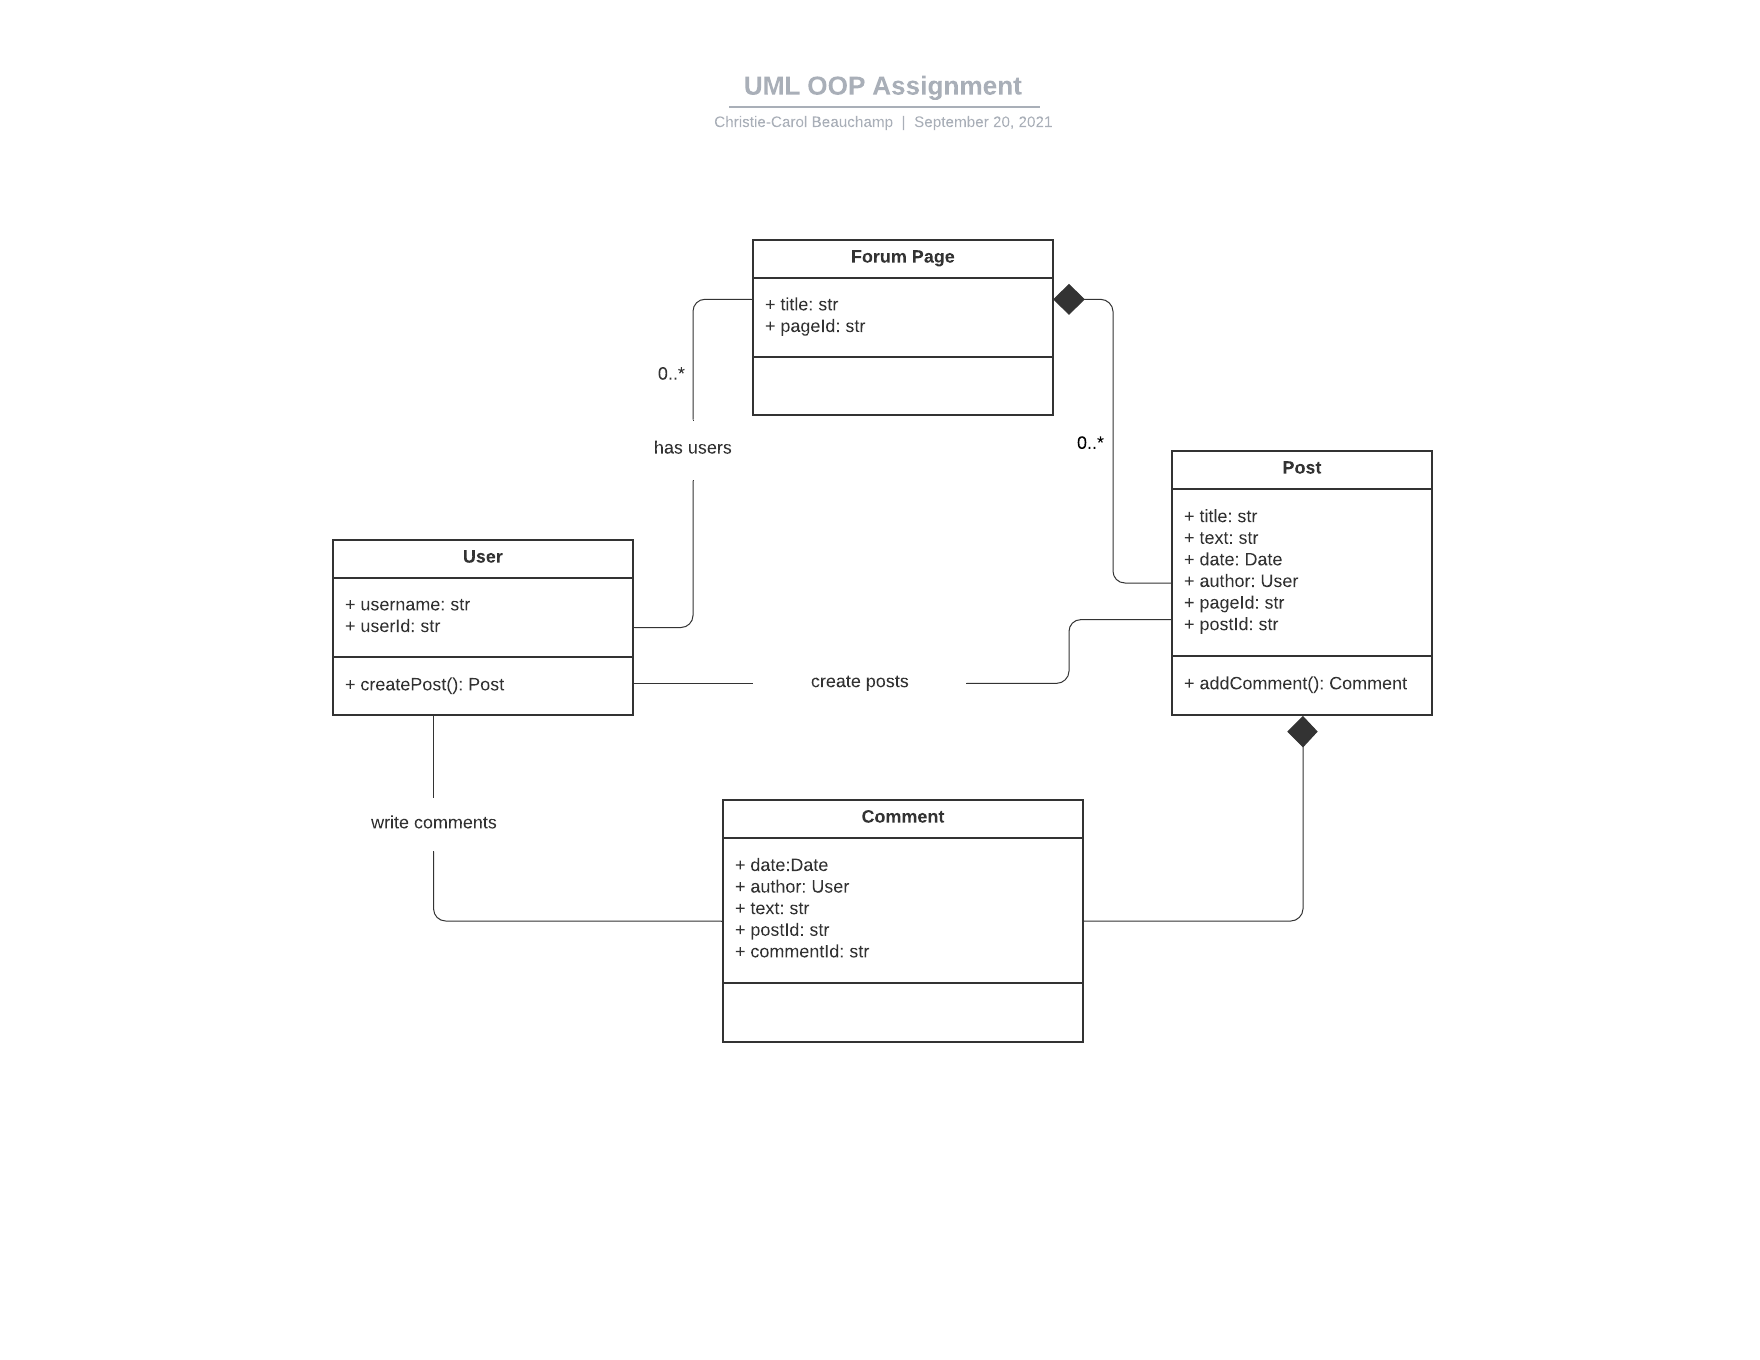 UML OOP Assignment
Christie-Carol Beauchamp | September 20, 2021
Forum Page
+ title: str
+ pageId: str
0..*
has users
0..*
Post
+ title: str
+ text: str
+ date: Date
+ author: User
+ pageId: str
+ postId: str
+ addComment(): Comment
User
+ username: str
+ userId: str
+ createPost(): Post
create posts
write comments
Comment
+ date:Date
+ author: User
+ text: str
+ postId: str
+ commentId: str